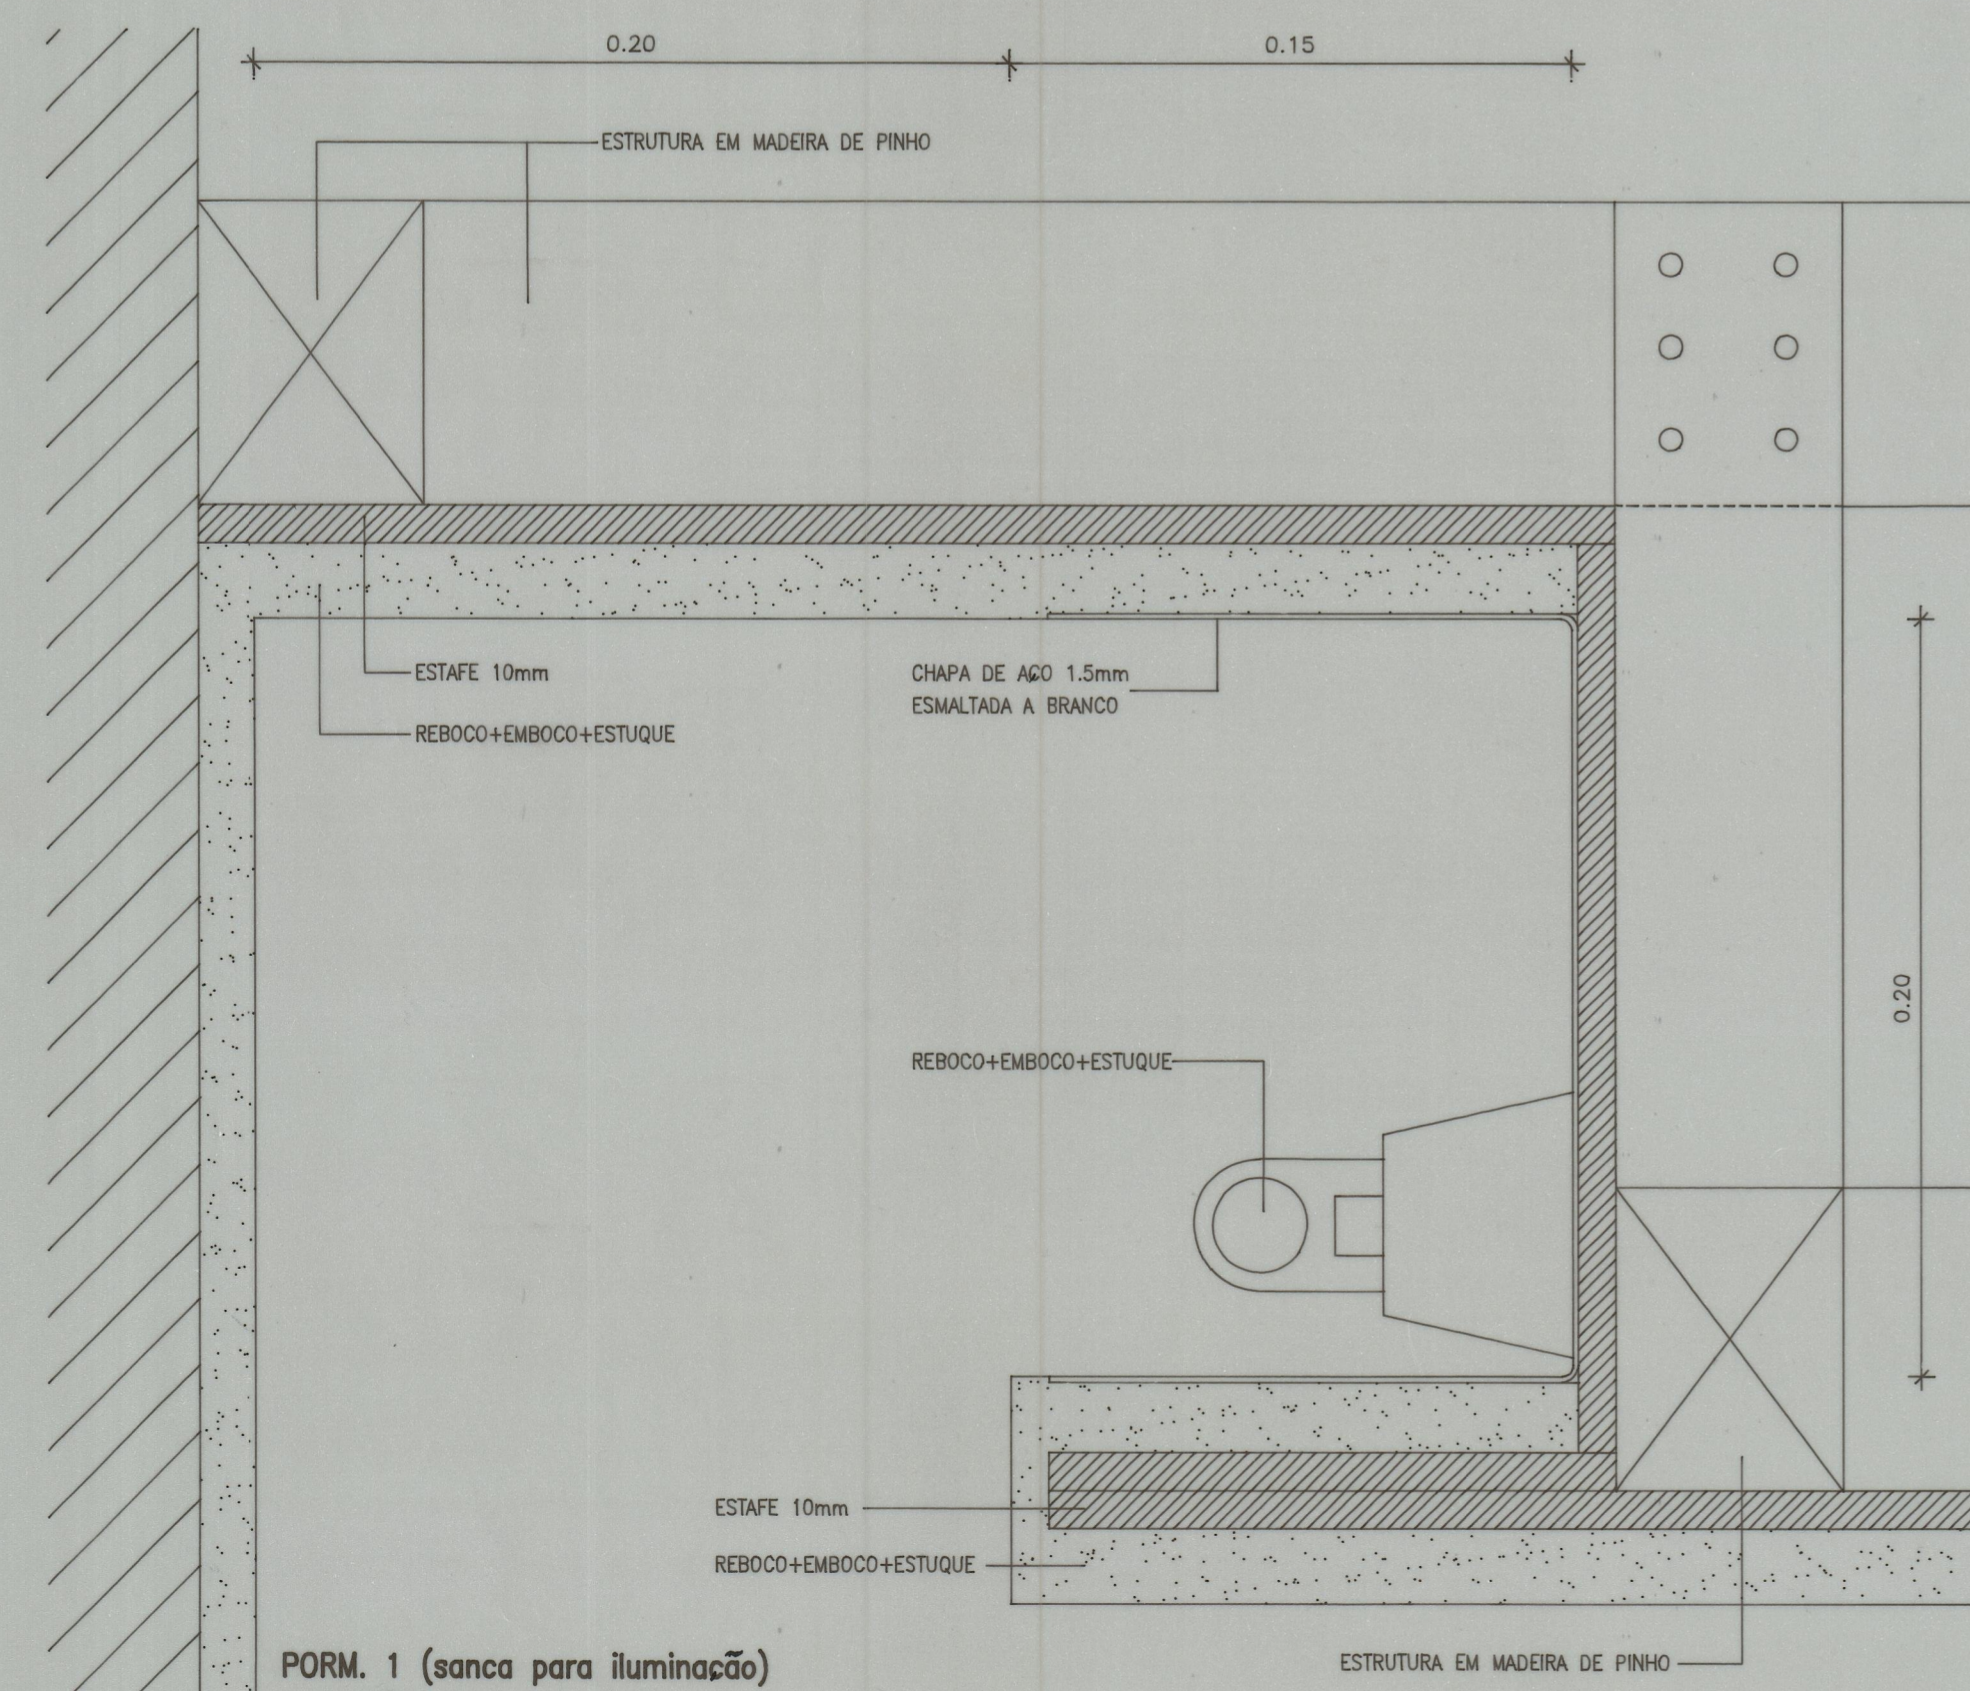 0.20
0.15
ESTRUTURA EM MADEIRA DE PINHO
ESTAFE 10mm
REBOCO+EMBOCO+ESTUQUE
CHAPA DE AÇO 1.5mm
ESMALTADA A BRANCO
0.20
REBOCO+EMBOCO+ESTUQUE
ESTAFE 10mm
REBOCO+EMBOCO+ESTUQUE
PORM. 1 (sanca para iluminação)
ESTRUTURA EM MADEIRA DE PINHO